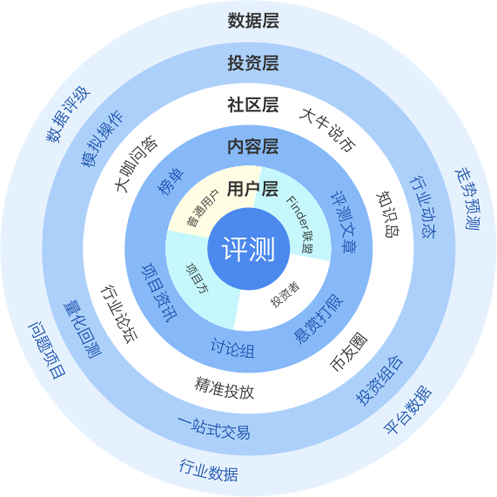 数据层
数据评级
走势预测
平台数据
行业数据
问题项目
投资层
模拟操作
行业动态
投资组合
一站式交易
量化回测
社区层
大咖问答
大牛说币
知识岛
币友圈
精准投放
行业论坛
内容层
榜单
评测文章
悬赏打假
讨论组
项目资讯
用户层
普通用户
Finder联盟
投资者
项目方
评测